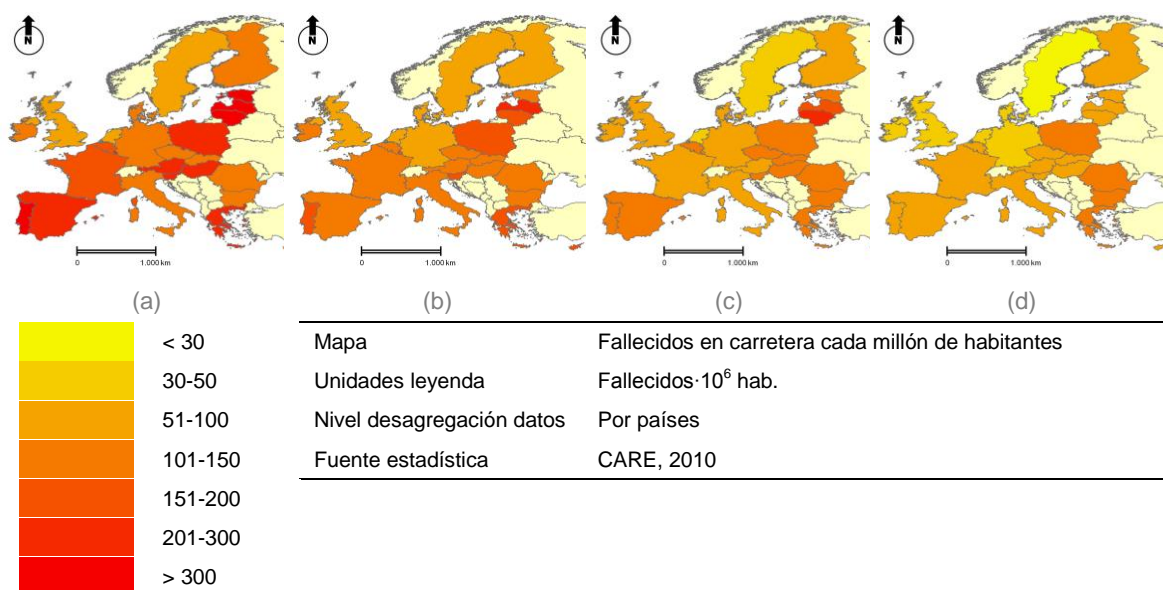 N N N N
0 1.000 km 0 1.000 km 0 1.000 km 0 1.000 km
(a) (b) (c) (d)
< 30 Mapa Fallecidos en carretera cada millón de habitantes
30-50 Unidades leyenda Fallecidos·10⁶ hab.
51-100 Nivel desagregación datos Por países
101-150 Fuente estadística CARE, 2010
151-200
201-300
> 300